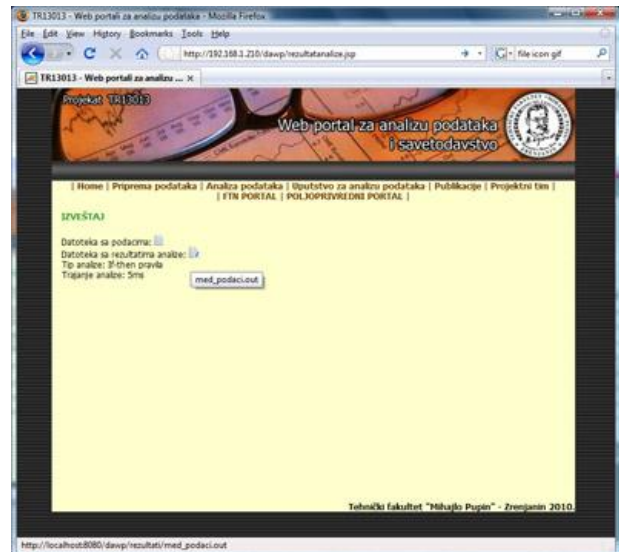 TR13013 - Web portali za analizu podataka - Mozilla Firefox
File Edit View History Bookmarks Tools Help
http://192.168.1.210/dawp/rezultatanalize.jsp
file icon gif
TR13013 - Web portali za analizu ...
Projekat TR13013
Web portal za analizu podataka
i savetodavstvo
| Home | Priprema podataka | Analiza podataka | Uputstvo za analizu podataka | Publikacije | Projektni tim |
| FTN PORTAL | POLJOPRIVREDNI PORTAL |
IZVEŠTAJ
Datoteka sa podacima:
Datoteka sa rezultatima analize:
Tip analize: If-then pravila
Trajanje analize: 5ms
med_podaci.out
Tehnički fakultet "Mihajlo Pupin" - Zrenjanin 2010.
http://localhost:8080/dawp/rezultati/med_podaci.out